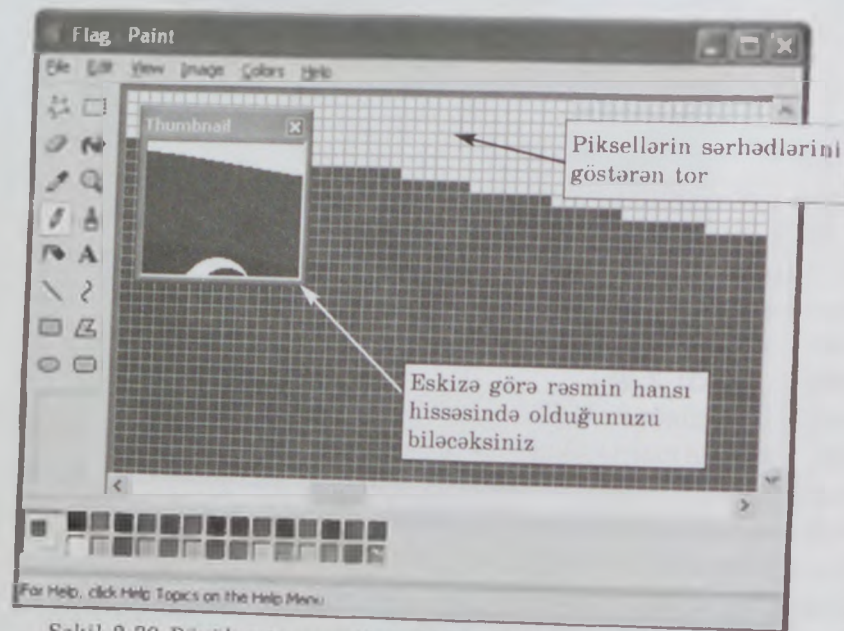 Flag Paint
File Edit View Image Colors Help
Thumbnail
Piksellərin sərhədlərini
göstərən tor
A
Eskizə görə rəsmin hansı
hissəsində olduğunuzu
biləcəksiniz
For Help, click Help Topics on the Help Menu